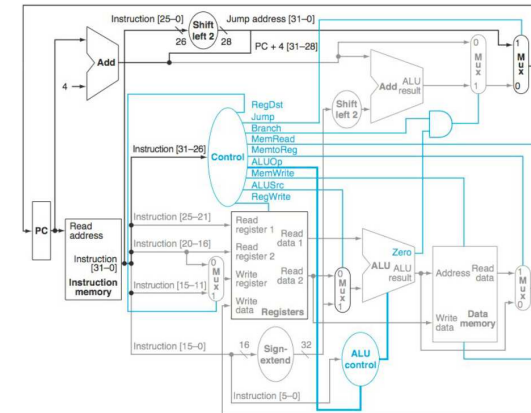 Instruction [25–0]
Shift
left 2
Jump address [31–0]
26
28
PC + 4 [31–28]
Add
4
0
M
u
x
1
1
M
u
x
0
Add ALU
result
Shift
left 2
RegDst
Jump
Branch
MemRead
MemtoReg
ALUOp
MemWrite
ALUSrc
RegWrite
Instruction [31–26]
Control
PC
Read
address
Instruction
[31–0]
Instruction
memory
Instruction [25–21]
Instruction [20–16]
Instruction [15–11]
0
M
u
x
1
Read
register 1
Read
register 2
Write
register
Write
data
Read
data 1
Read
data 2
Registers
0
M
u
x
1
Zero
ALU ALU
result
Address
Read
data
Write
data
Data
memory
1
M
u
x
0
Instruction [15–0]
16
Sign-
extend
32
ALU
control
Instruction [5–0]